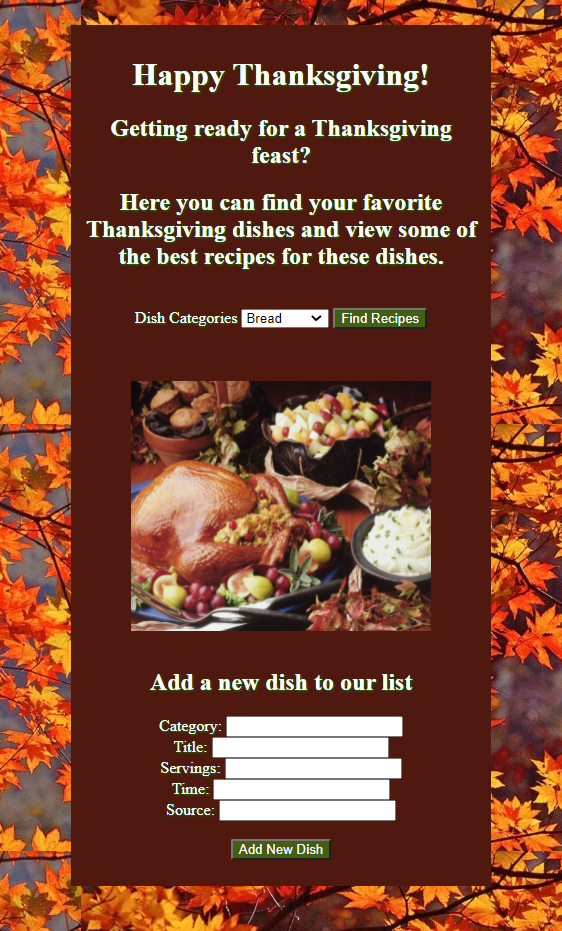 Happy Thanksgiving!
Getting ready for a Thanksgiving
feast?
Here you can find your favorite
Thanksgiving dishes and view some of
the best recipes for these dishes.
Dish Categories Bread Find Recipes
Add a new dish to our list
Category:
Title:
Servings:
Time:
Source:
Add New Dish